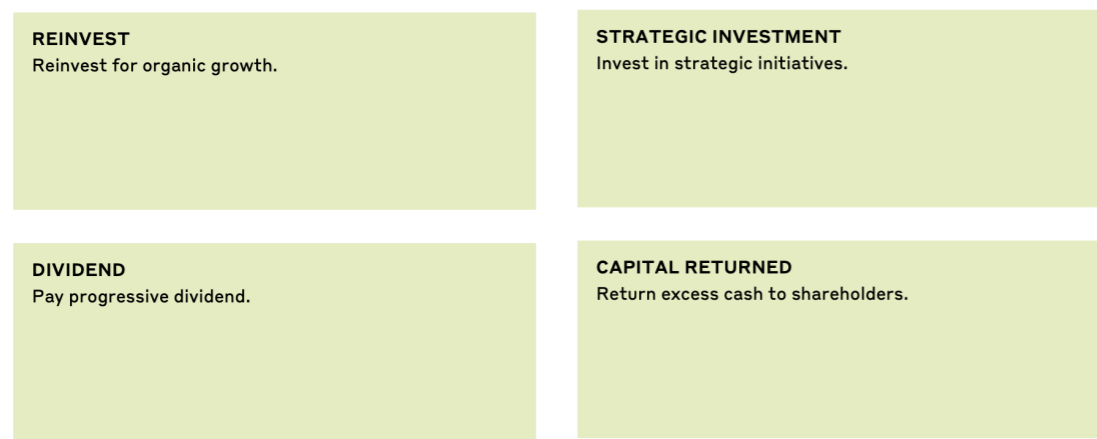 REINVEST
Reinvest for organic growth.
STRATEGIC INVESTMENT
Invest in strategic initiatives.
DIVIDEND
Pay progressive dividend.
CAPITAL RETURNED
Return excess cash to shareholders.